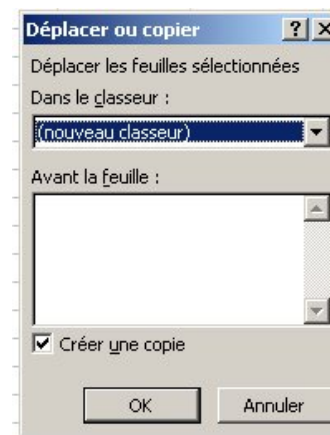 Déplacer ou copier
Déplacer les feuilles sélectionnées
Dans le classeur :
(nouveau classeur)
Avant la feuille :
Créer une copie
OK
Annuler